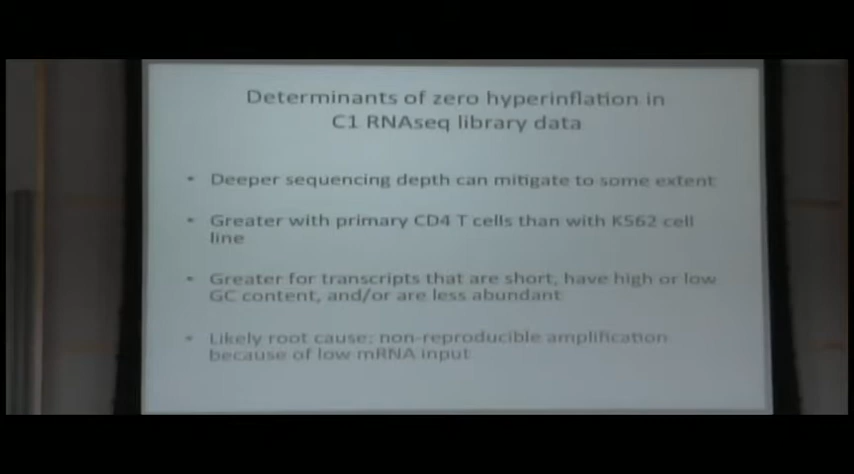 Determinants of zero hyperinflation in
C1 RNAseq library data
• Deeper sequencing depth can mitigate to some extent
• Greater with primary CD4 T cells than with K562 cell
line
• Greater for transcripts that are short, have high or low
GC content, and/or are less abundant
• Likely root cause: non-reproducible amplification
because of low mRNA input